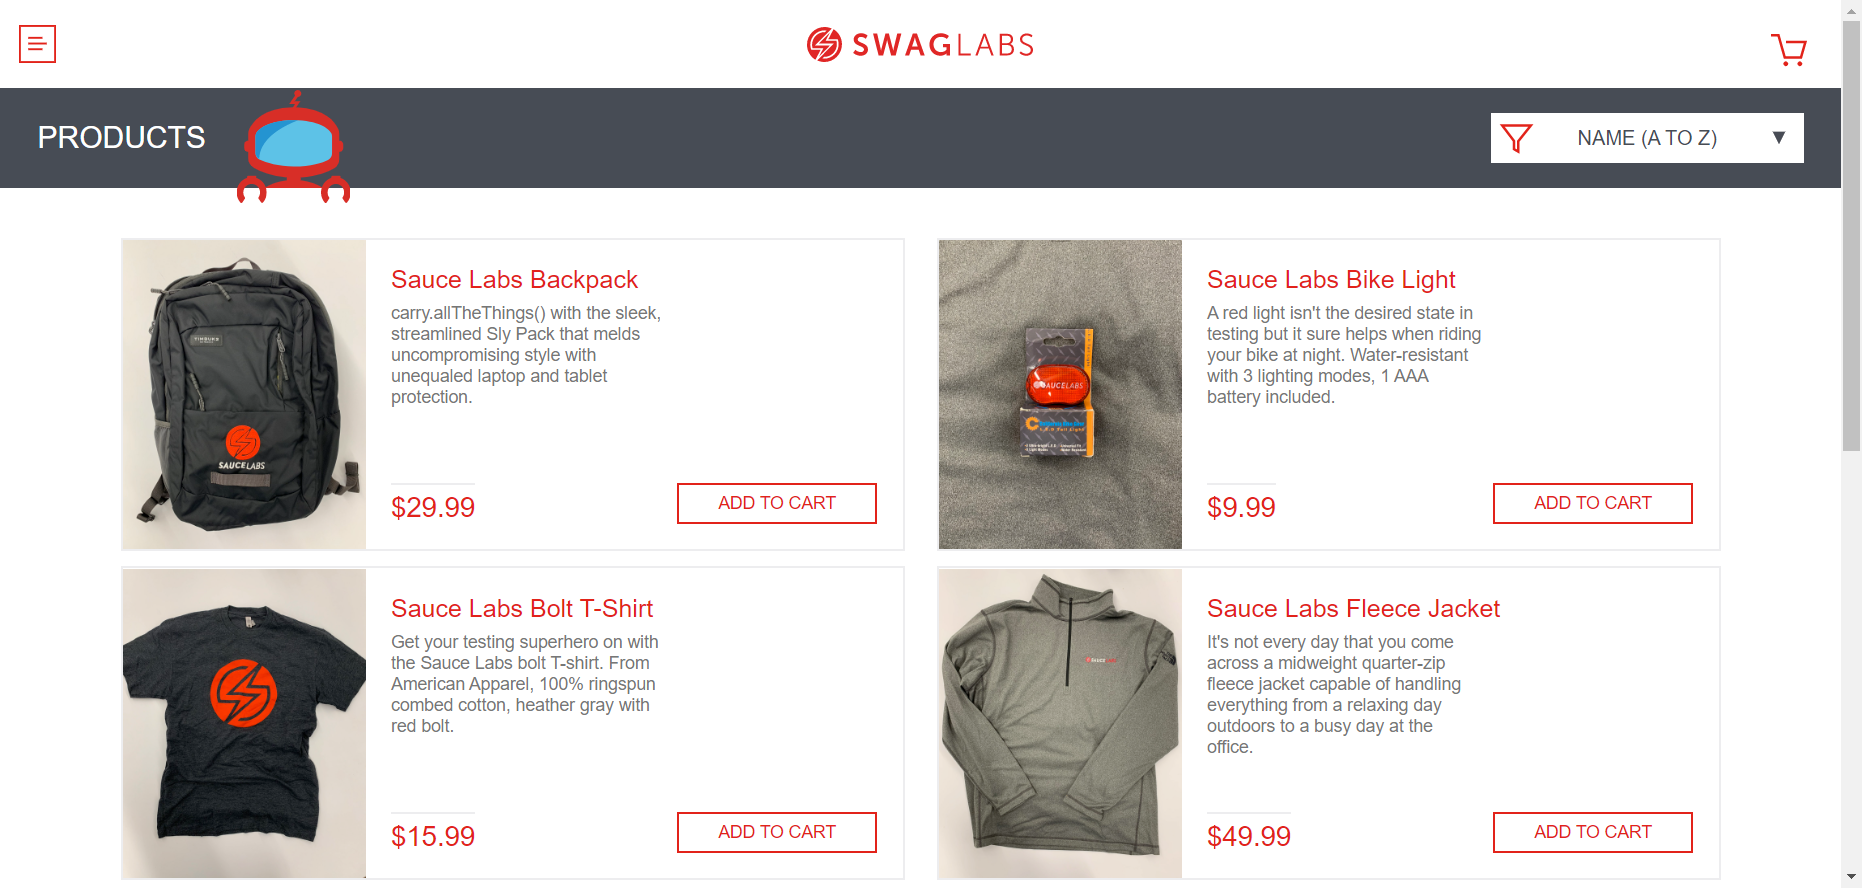 SWAGLABS
PRODUCTS
NAME (A TO Z)
Sauce Labs Backpack
carry.allTheThings() with the sleek,
streamlined Sly Pack that melds
uncompromising style with
unequaled laptop and tablet
protection.
$29.99
ADD TO CART
SAUCELABS
Sauce Labs Bike Light
A red light isn't the desired state in
testing but it sure helps when riding
your bike at night. Water-resistant
with 3 lighting modes, 1 AAA
battery included.
$9.99
ADD TO CART
SAUCELABS
Sauce Labs Bolt T-Shirt
Get your testing superhero on with
the Sauce Labs bolt T-shirt. From
American Apparel, 100% ringspun
combed cotton, heather gray with
red bolt.
$15.99
ADD TO CART
Sauce Labs Fleece Jacket
It's not every day that you come
across a midweight quarter-zip
fleece jacket capable of handling
everything from a relaxing day
outdoors to a busy day at the
office.
$49.99
ADD TO CART